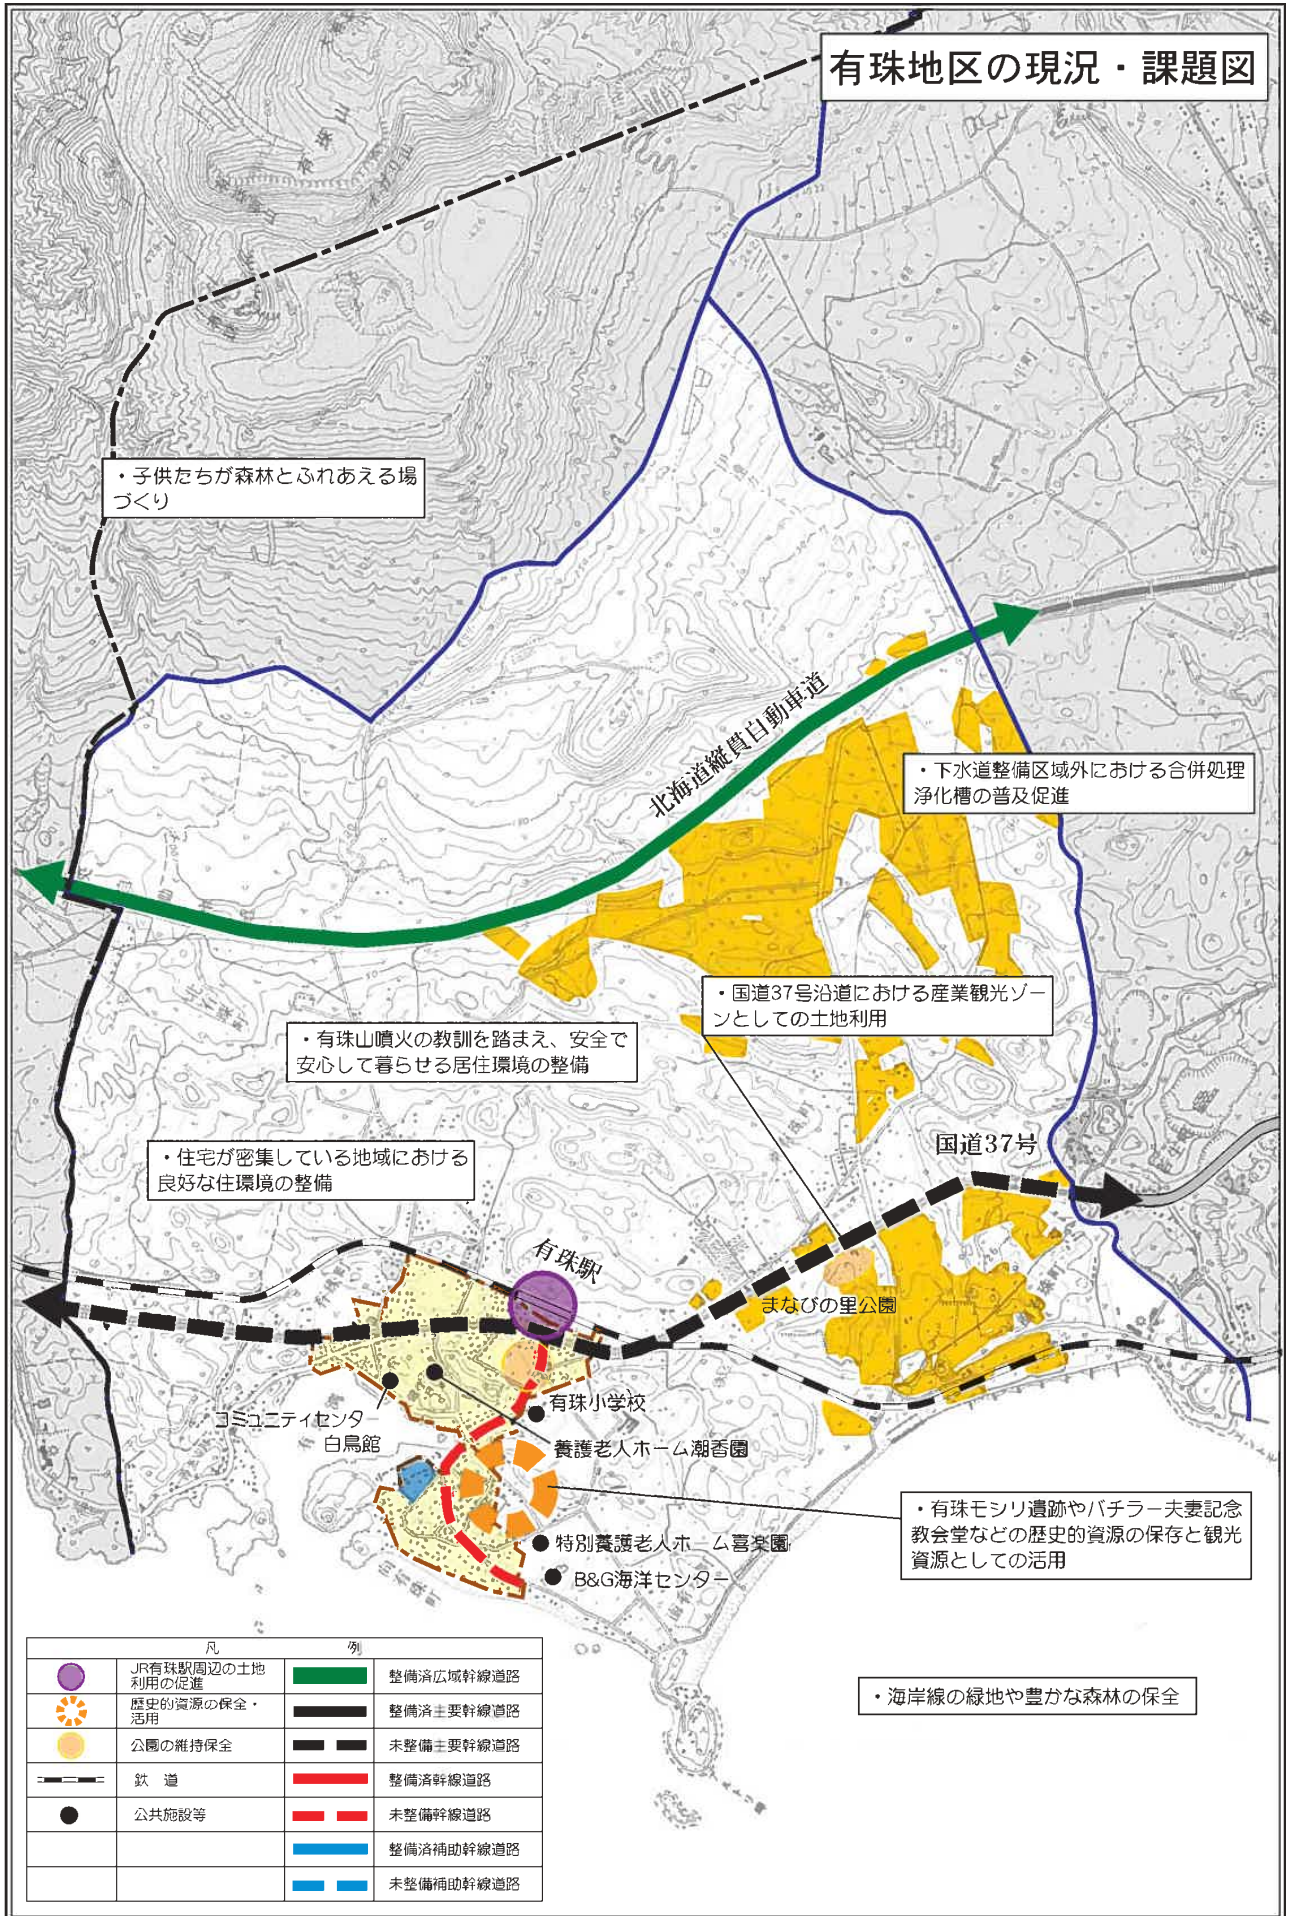 有珠地区の現況・課題図
有珠山
・子供たちが森林とふれあえる場
づくり
北海道縦貫自動車道
・下水道整備区域外における合併処理
浄化槽の普及促進
・国道37号沿道における産業観光ゾー
ンとしての土地利用
・有珠山噴火の教訓を踏まえ、安全で
安心して暮らせる居住環境の整備
国道37号
・住宅が密集している地域における
良好な住環境の整備
有珠駅
まなびの里公園
有珠小学校
コミュニティセンター
白鳥館
養護老人ホーム潮香園
・有珠モシリ遺跡やバチラー夫妻記念
教会堂などの歴史的資源の保存と観光
資源としての活用
特別養護老人ホーム喜楽園
B&G海洋センター
向有珠町
凡例
JR有珠駅周辺の土地
利用の促進
整備済広域幹線道路
歴史的資源の保全・
活用
整備済主要幹線道路
公園の維持保全
未整備主要幹線道路
鉄道
整備済幹線道路
公共施設等
未整備幹線道路
整備済補助幹線道路
未整備補助幹線道路
・海岸線の緑地や豊かな森林の保全